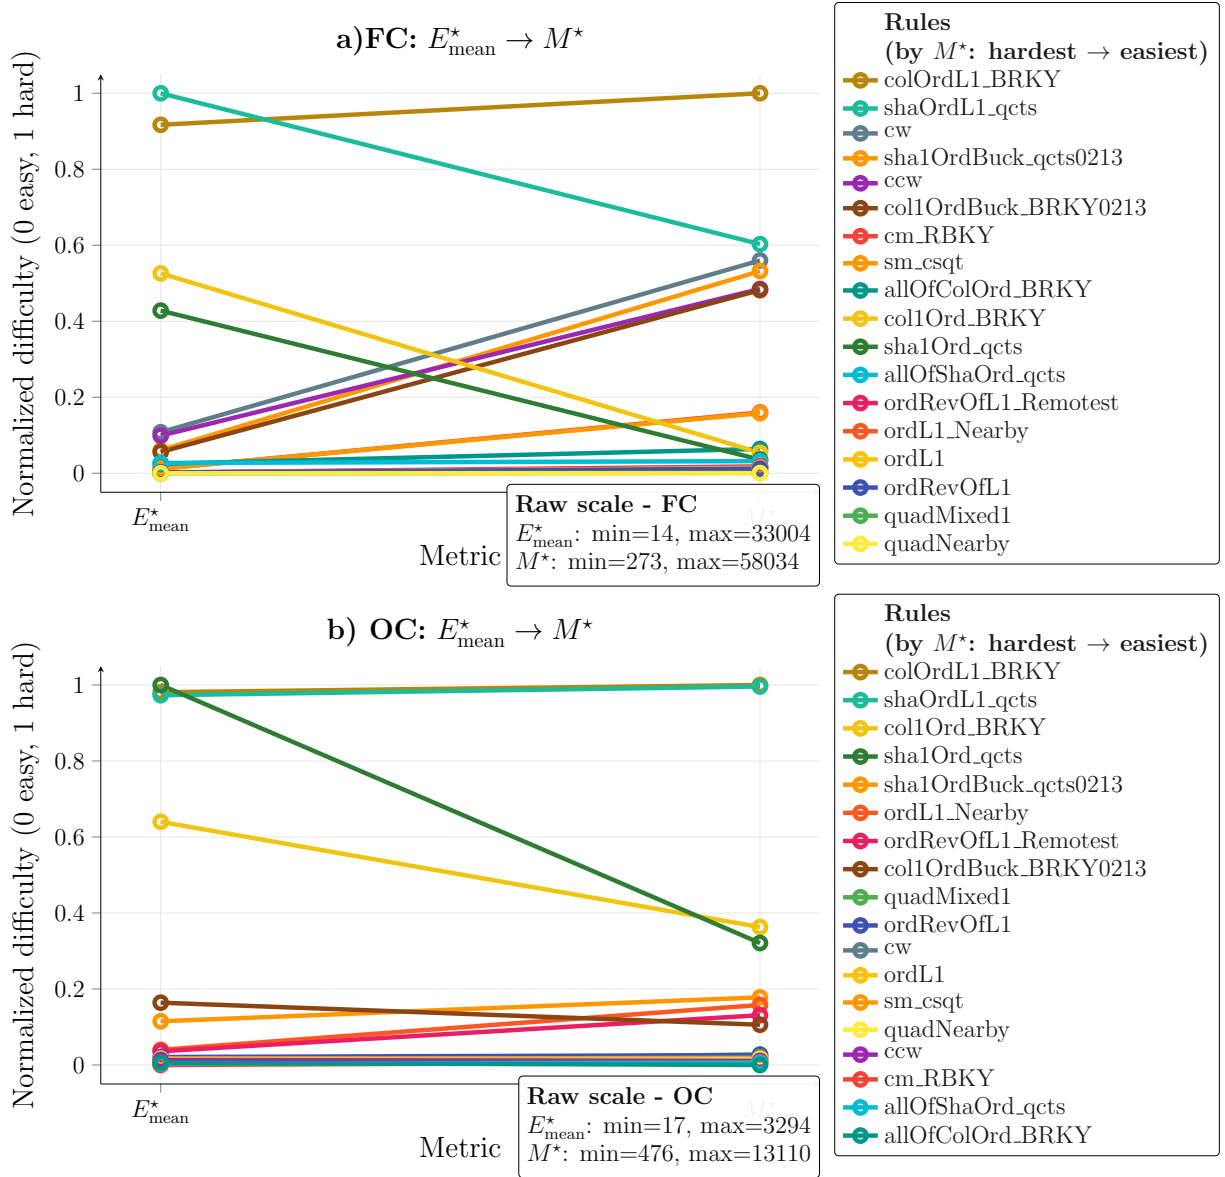 a)FC: E⋆mean → M⋆
Normalized difficulty (0 easy, 1 hard)
1
0.8
0.6
0.4
0.2
0
E⋆mean
M⋆
Metric
Raw scale - FC
E⋆mean: min=14, max=33004
M⋆: min=273, max=58034
Rules
(by M⋆: hardest → easiest)
colOrdL1_BRKY
shaOrdL1_qcts
cw
sha1OrdBuck_qcts0213
ccw
col1OrdBuck_BRKY0213
cm_RBKY
sm_csqt
allOfColOrd_BRKY
col1Ord_BRKY
sha1Ord_qcts
allOfShaOrd_qcts
ordRevOfL1_Remotest
ordL1_Nearby
ordL1
ordRevOfL1
quadMixed1
quadNearby
b) OC: E⋆mean → M⋆
Normalized difficulty (0 easy, 1 hard)
1
0.8
0.6
0.4
0.2
0
E⋆mean
M⋆
Metric
Raw scale - OC
E⋆mean: min=17, max=3294
M⋆: min=476, max=13110
Rules
(by M⋆: hardest → easiest)
colOrdL1_BRKY
shaOrdL1_qcts
col1Ord_BRKY
sha1Ord_qcts
sha1OrdBuck_qcts0213
ordL1_Nearby
ordRevOfL1_Remotest
col1OrdBuck_BRKY0213
quadMixed1
ordRevOfL1
cw
ordL1
sm_csqt
quadNearby
ccw
cm_RBKY
allOfShaOrd_qcts
allOfColOrd_BRKY